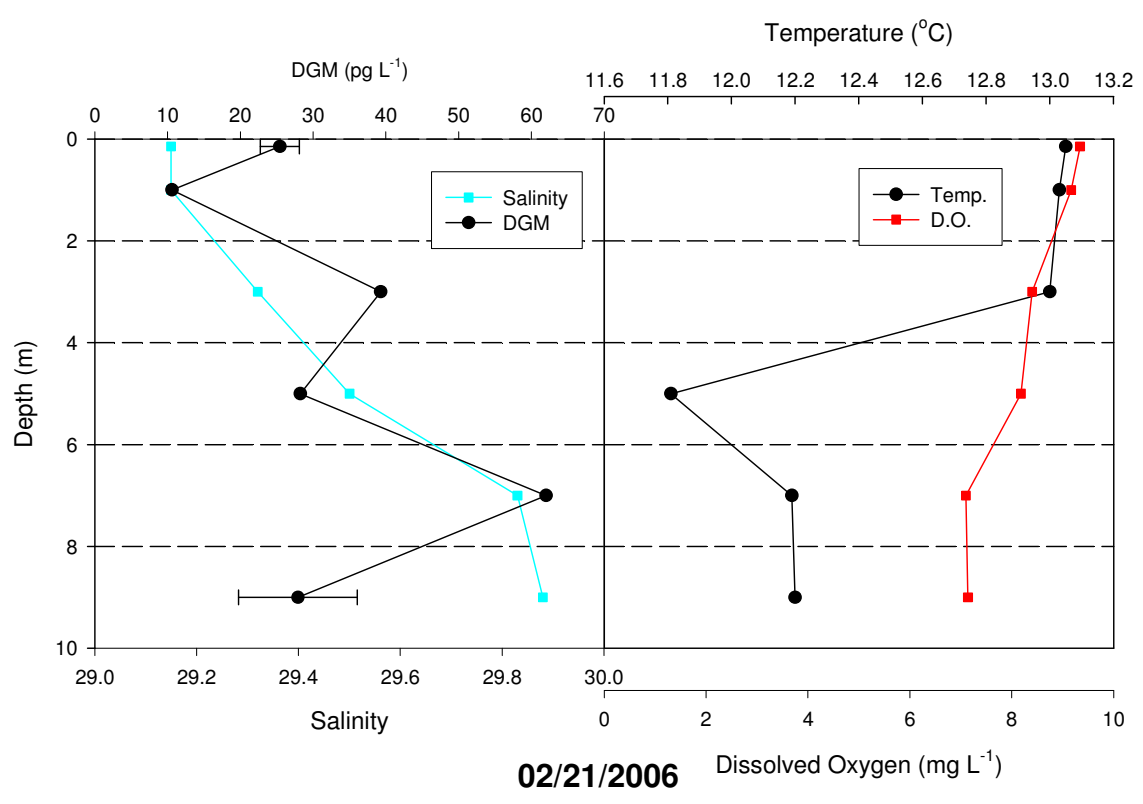 Temperature (°C)
DGM (pg L-1)
11.6 11.8 12.0 12.2 12.4 12.6 12.8 13.0 13.2
0 10 20 30 40 50 60 70
0
2
4
6
8
10
Depth (m)
Salinity
DGM
Temp.
D.O.
29.0 29.2 29.4 29.6 29.8 30.0
Salinity
0 2 4 6 8 10
Dissolved Oxygen (mg L-1)
02/21/2006